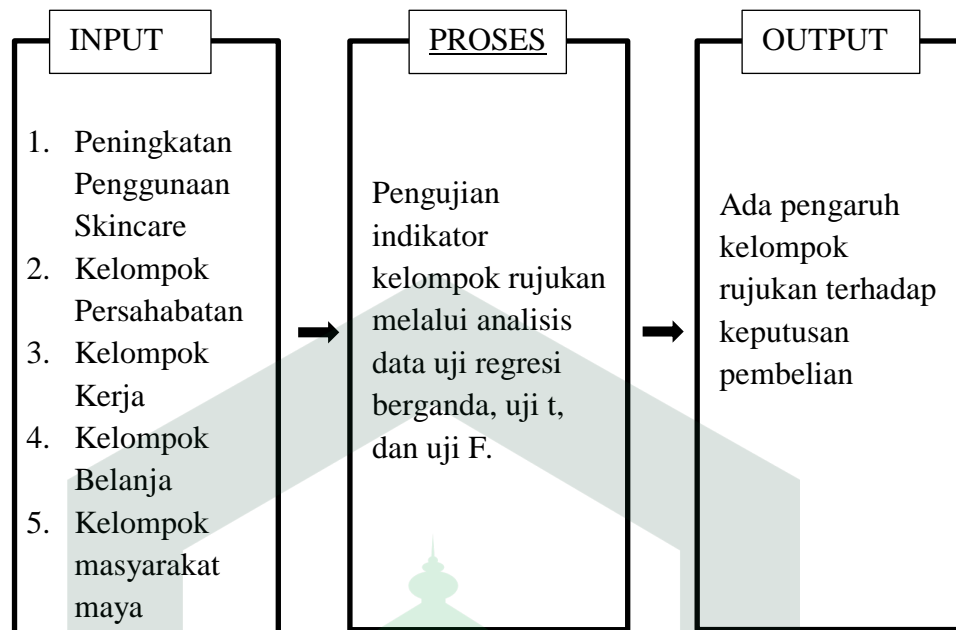 INPUT
1. Peningkatan
Penggunaan
Skincare
2. Kelompok
Persahabatan
3. Kelompok
Kerja
4. Kelompok
Belanja
5. Kelompok
masyarakat
maya
PROSES
Pengujian
indikator
kelompok rujukan
melalui analisis
data uji regresi
berganda, uji t,
dan uji F.
OUTPUT
Ada pengaruh
kelompok
rujukan terhadap
keputusan
pembelian